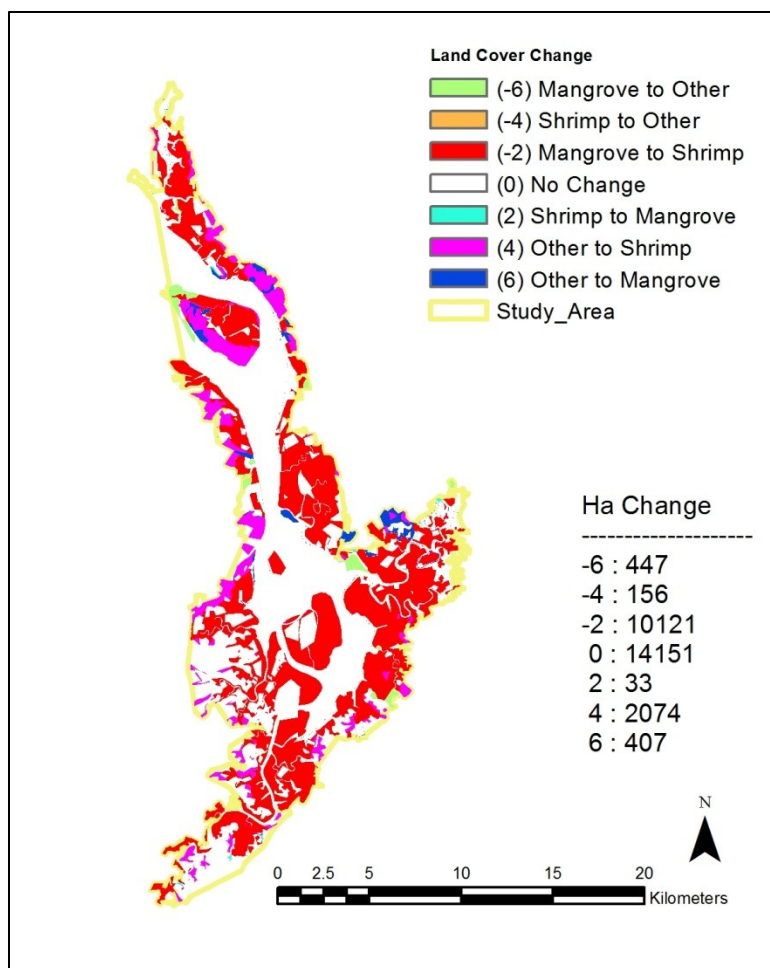 Land Cover Change
(-6) Mangrove to Other
(-4) Shrimp to Other
(-2) Mangrove to Shrimp
(0) No Change
(2) Shrimp to Mangrove
(4) Other to Shrimp
(6) Other to Mangrove
Study_Area
Ha Change
--------------------
-6 : 447
-4 : 156
-2 : 10121
0 : 14151
2 : 33
4 : 2074
6 : 407
N
0 2.5 5 10 15 20
Kilometers